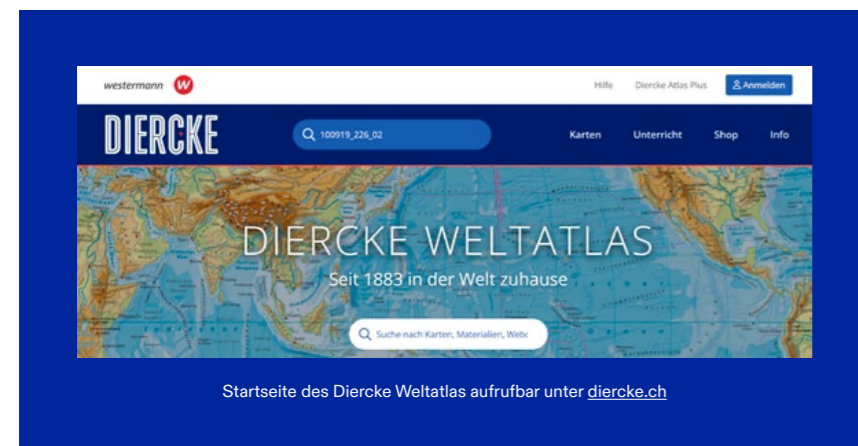 westermann W
Hilfe Diercke Atlas Plus Anmelden
DIERCKE
100919_226_02
Karten Unterricht Shop Info
DIERCKE WELTATLAS
Seit 1883 in der Welt zuhause
Suche nach Karten, Materialien, Webc
Startseite des Diercke Weltatlas aufrufbar unter diercke.ch